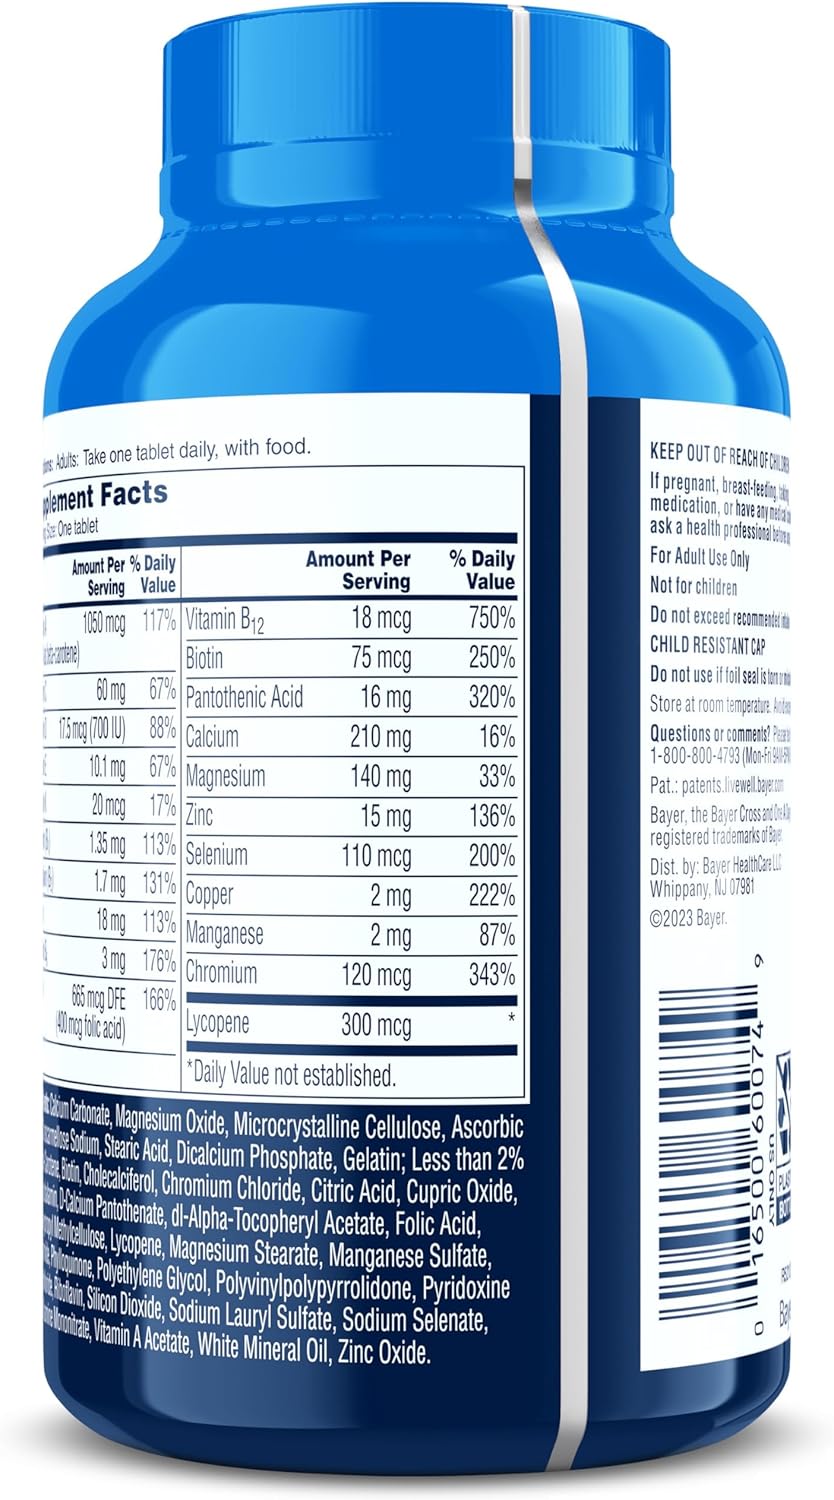 Adults: Take one tablet daily, with food.
Facts
One tablet
Amount Per Serving % Daily Value
1050 mcg 117%
60 mg 67%
17.5 mcg (700 IU) 88%
10.1 mg 67%
20 mcg 17%
1.35 mg 113%
1.7 mg 131%
18 mg 113%
3 mg 176%
665 mcg DFE 166%
(400 mcg folic acid)
Amount Per Serving % Daily Value
Vitamin B12 18 mcg 750%
Biotin 75 mcg 250%
Pantothenic Acid 16 mg 320%
Calcium 210 mg 16%
Magnesium 140 mg 33%
Zinc 15 mg 136%
Selenium 110 mcg 200%
Copper 2 mg 222%
Manganese 2 mg 87%
Chromium 120 mcg 343%
Lycopene 300 mcg *
*Daily Value not established.
Calcium Carbonate, Magnesium Oxide, Microcrystalline Cellulose, Ascorbic
Sodium, Stearic Acid, Dicalcium Phosphate, Gelatin; Less than 2%
Biotin, Cholecalciferol, Chromium Chloride, Citric Acid, Cupric Oxide,
D-Calcium Pantothenate, dl-Alpha-Tocopheryl Acetate, Folic Acid,
Lycopene, Magnesium Stearate, Manganese Sulfate,
Polyethylene Glycol, Polyvinylpolypyrrolidone, Pyridoxine
Riboflavin, Silicon Dioxide, Sodium Lauryl Sulfate, Sodium Selenate,
Vitamin A Acetate, White Mineral Oil, Zinc Oxide.
KEEP OUT OF REACH OF CHILDREN
If pregnant, breast-feeding,
medication, or have any medical
ask a health professional before
For Adult Use Only
Not for children
Do not exceed recommended
CHILD RESISTANT CAP
Do not use if foil seal is torn or
Store at room temperature.
Questions or comments?
1-800-800-4793 (Mon-Fri
Pat.: patents.livewell.bayer.com
Bayer, the Bayer Cross and One A Day
registered trademarks of Bayer.
Dist. by: Bayer HealthCare LLC
Whippany, NJ 07981
©2023 Bayer.
0 16500 60074 9
US ONLY